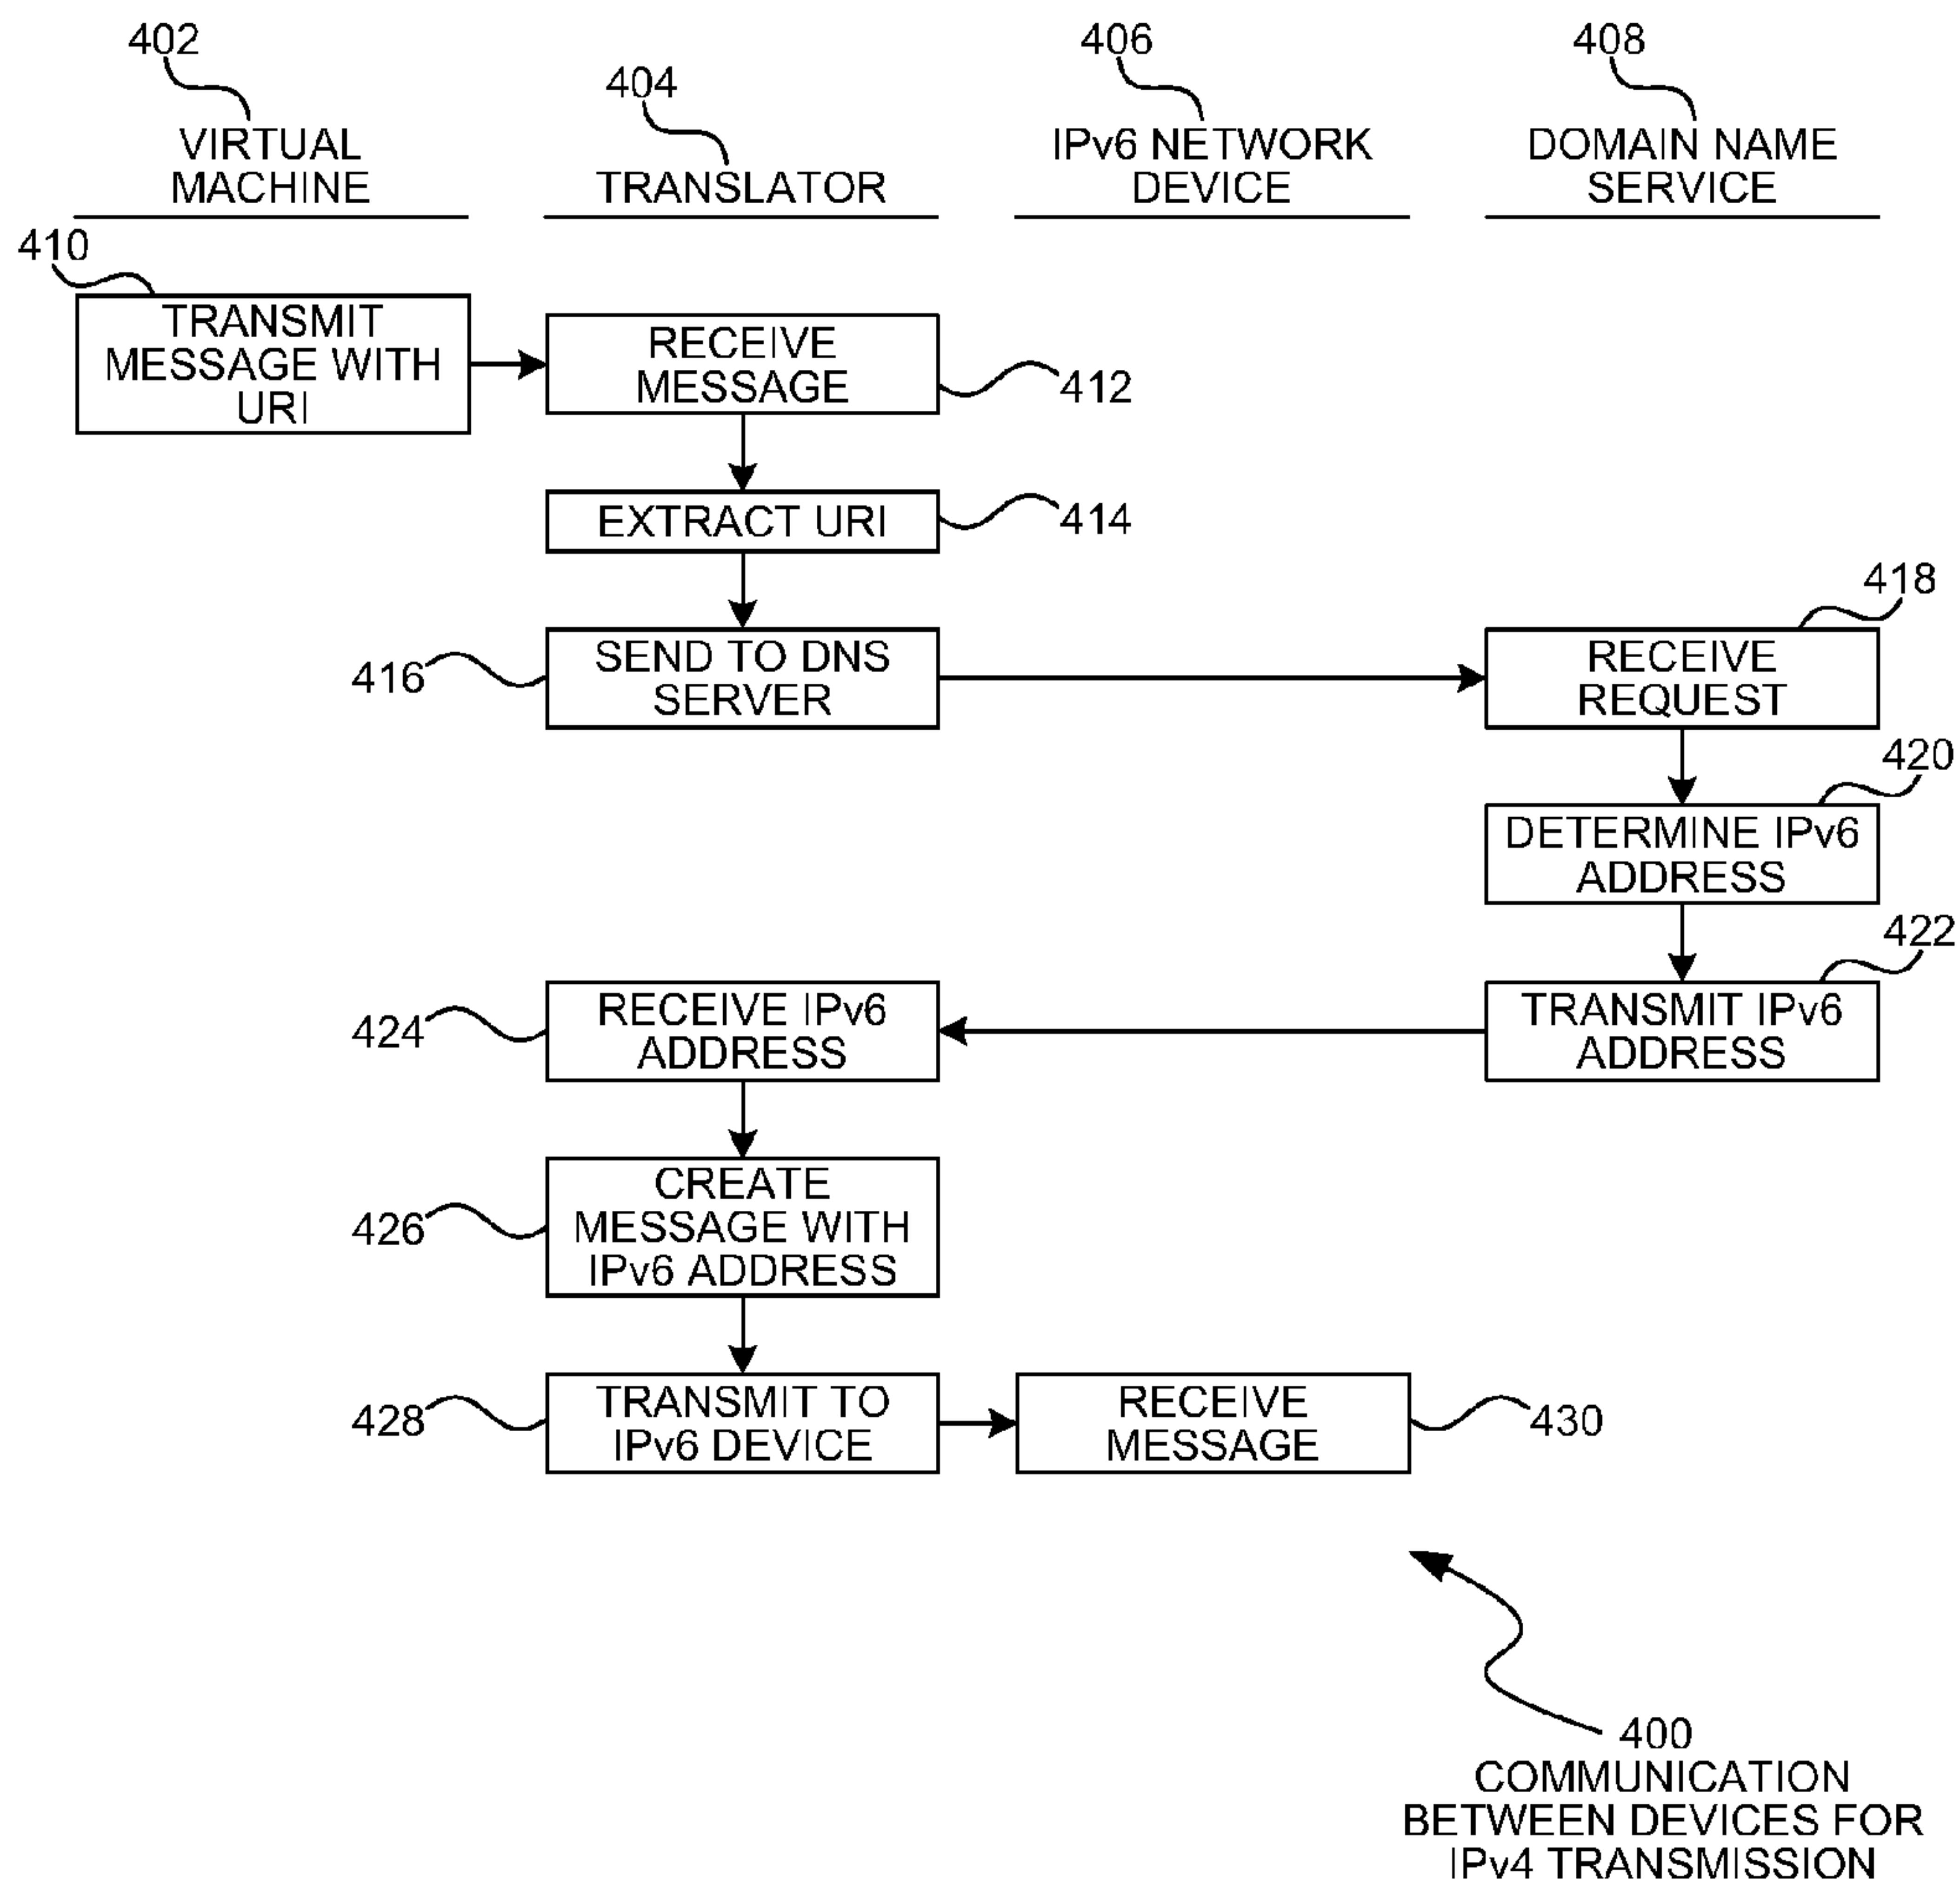 402
VIRTUAL
MACHINE
404
TRANSLATOR
406
IPv6 NETWORK
DEVICE
408
DOMAIN NAME
SERVICE
410
TRANSMIT
MESSAGE WITH
URI
RECEIVE
MESSAGE
412
EXTRACT URI
414
416
SEND TO DNS
SERVER
418
RECEIVE
REQUEST
420
DETERMINE IPv6
ADDRESS
422
TRANSMIT IPv6
ADDRESS
424
RECEIVE IPv6
ADDRESS
426
CREATE
MESSAGE WITH
IPv6 ADDRESS
428
TRANSMIT TO
IPv6 DEVICE
RECEIVE
MESSAGE
430
400
COMMUNICATION
BETWEEN DEVICES FOR
IPv4 TRANSMISSION